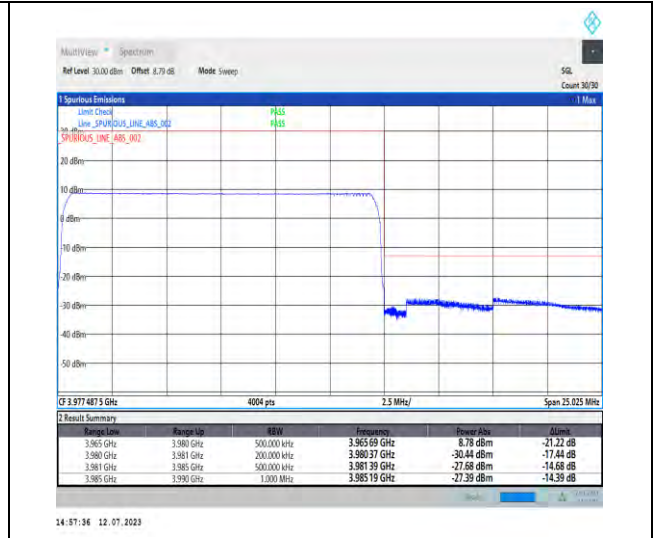 MultiView Spectrum
Ref Level 30.00 dBm Offset 8.79 dB Mode Sweep SGL
Count 30/30
1 Spurious Emissions 1 Max
Limit Check PASS
Line _SPURIOUS_LINE_ABS_002 PASS
30 dBm
_SPURIOUS_LINE_ABS_002
20 dBm
10 dBm
0 dBm
-10 dBm
-20 dBm
-30 dBm
-40 dBm
-50 dBm
CF 3.977 487 5 GHz 4004 pts 2.5 MHz/ Span 25.025 MHz
2 Result Summary
Range Low Range Up RBW Frequency Power Abs ΔLimit
3.965 GHz 3.980 GHz 500.000 kHz 3.965 69 GHz 8.78 dBm -21.22 dB
3.980 GHz 3.981 GHz 200.000 kHz 3.980 37 GHz -30.44 dBm -17.44 dB
3.981 GHz 3.985 GHz 500.000 kHz 3.981 39 GHz -27.68 dBm -14.68 dB
3.985 GHz 3.990 GHz 1.000 MHz 3.985 19 GHz -27.39 dBm -14.39 dB
14:57:36 12.07.2023